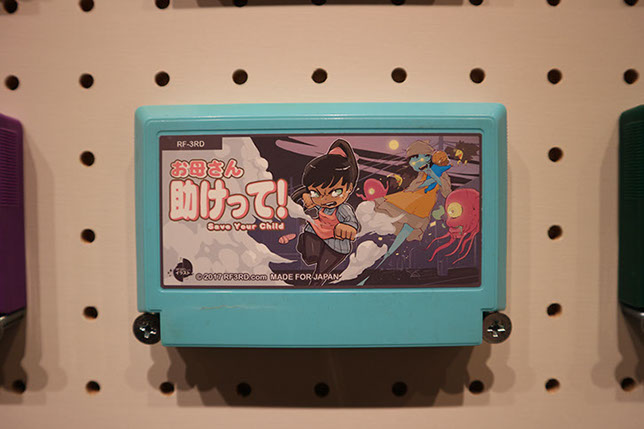 RF-3RD
お母さん
助けって!
Save Your Child
© 2017 RF3RD.com MADE FOR JAPAN